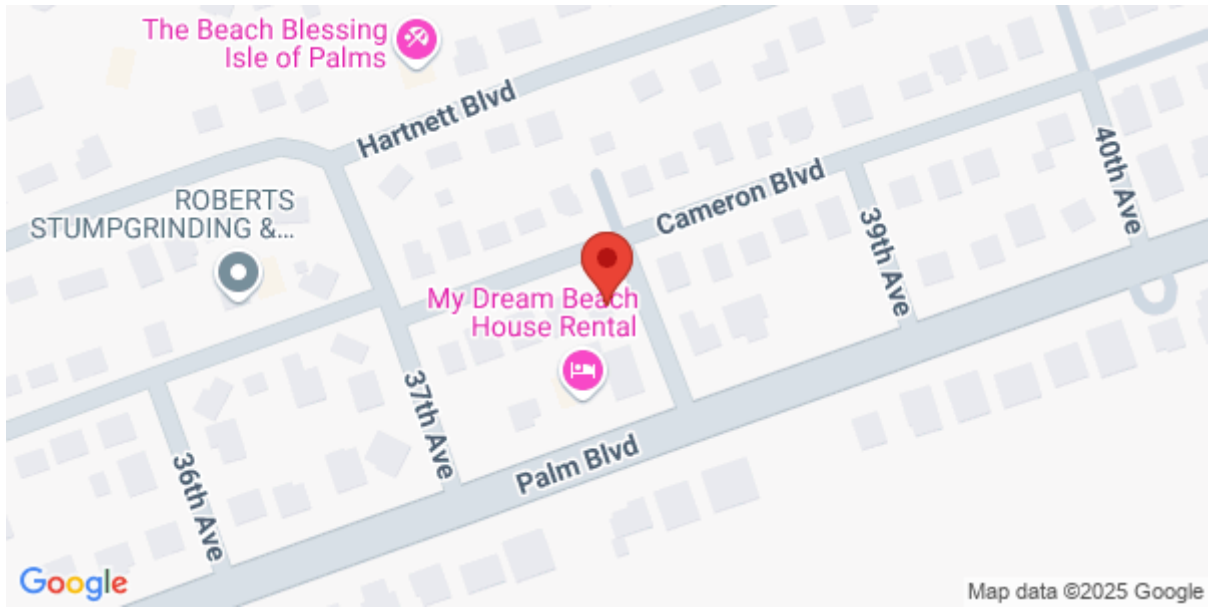 The Beach Blessing
Isle of Palms
Hartnett Blvd
ROBERTS
STUMPGRINDING &...
Cameron Blvd
40th Ave
39th Ave
My Dream Beach
House Rental
37th Ave
36th Ave
Palm Blvd
Google
Map data ©2025 Google